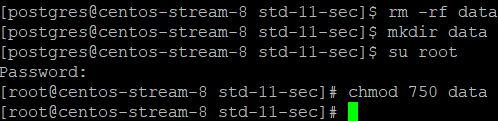 [postgres@centos-stream-8 std-11-sec]$ rm -rf data
[postgres@centos-stream-8 std-11-sec]$ mkdir data
[postgres@centos-stream-8 std-11-sec]$ su root
Password:
[root@centos-stream-8 std-11-sec]# chmod 750 data
[root@centos-stream-8 std-11-sec]#